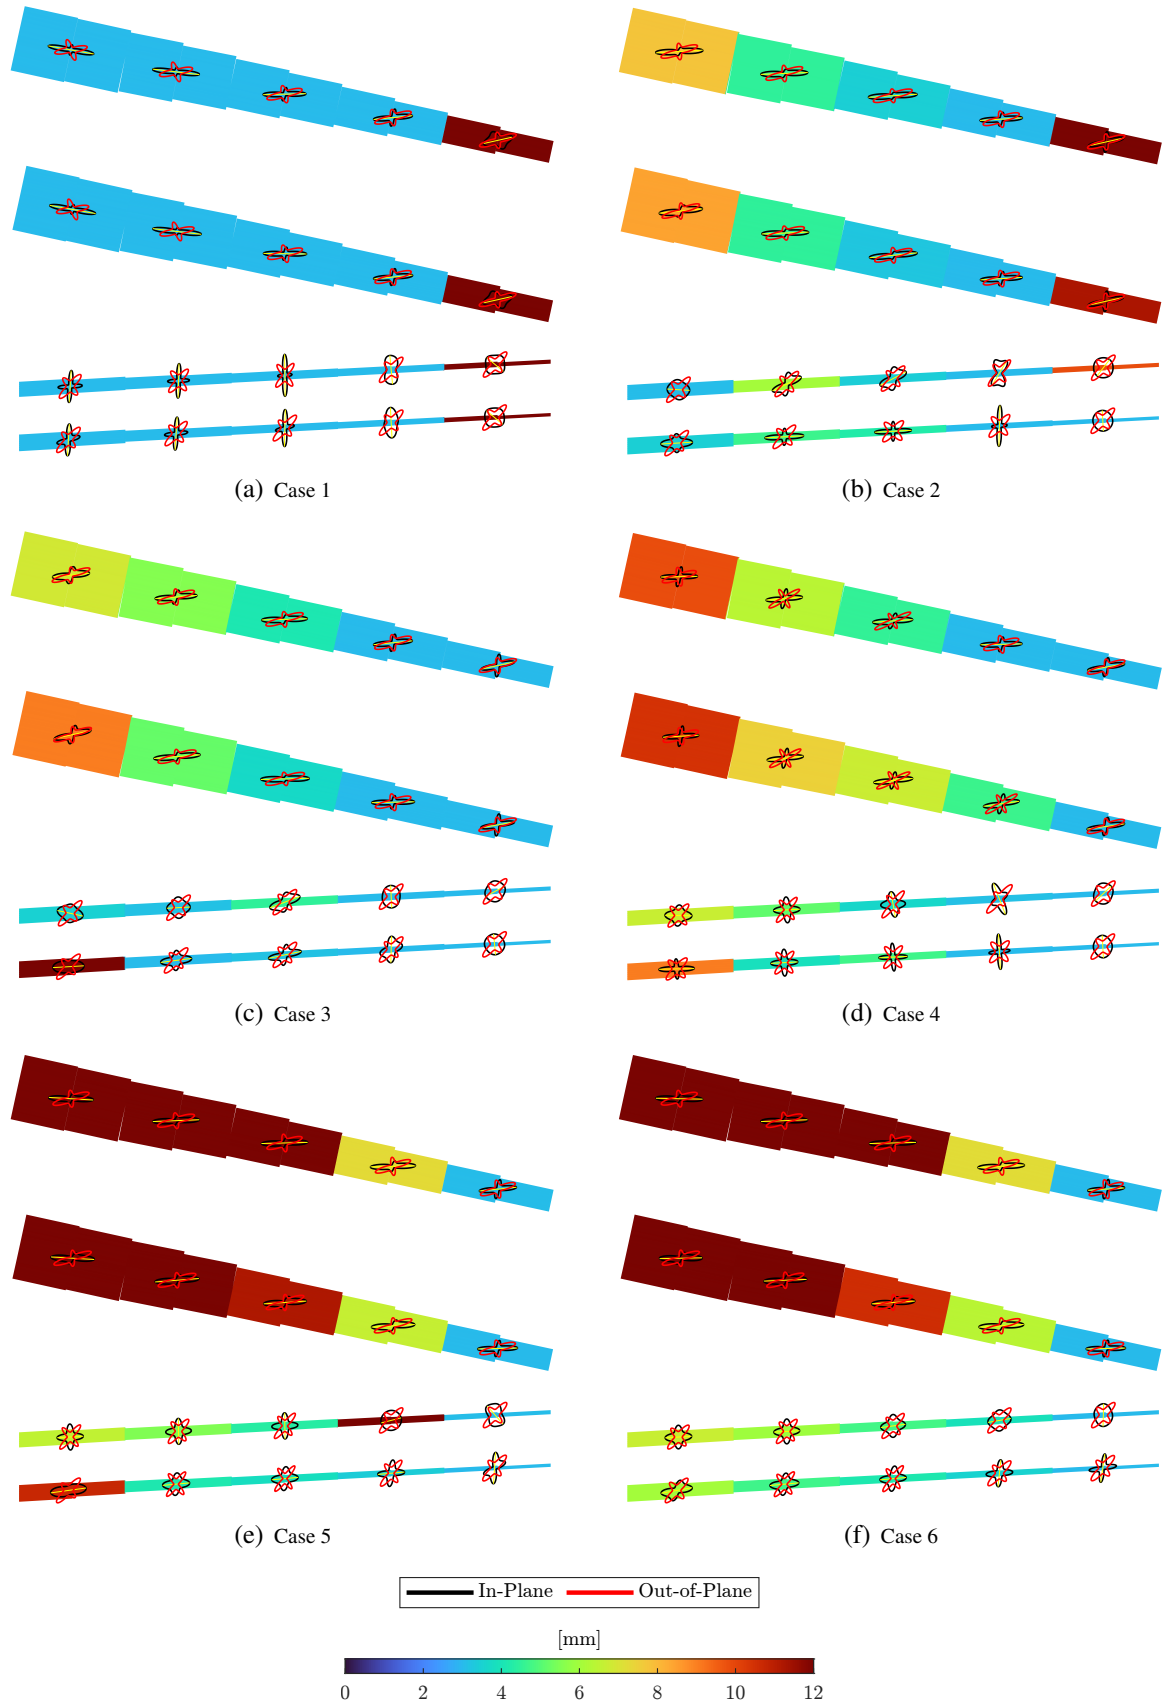 (a) Case 1
(b) Case 2
(c) Case 3
(d) Case 4
(e) Case 5
(f) Case 6
In-Plane Out-of-Plane
[mm]
0 2 4 6 8 10 12